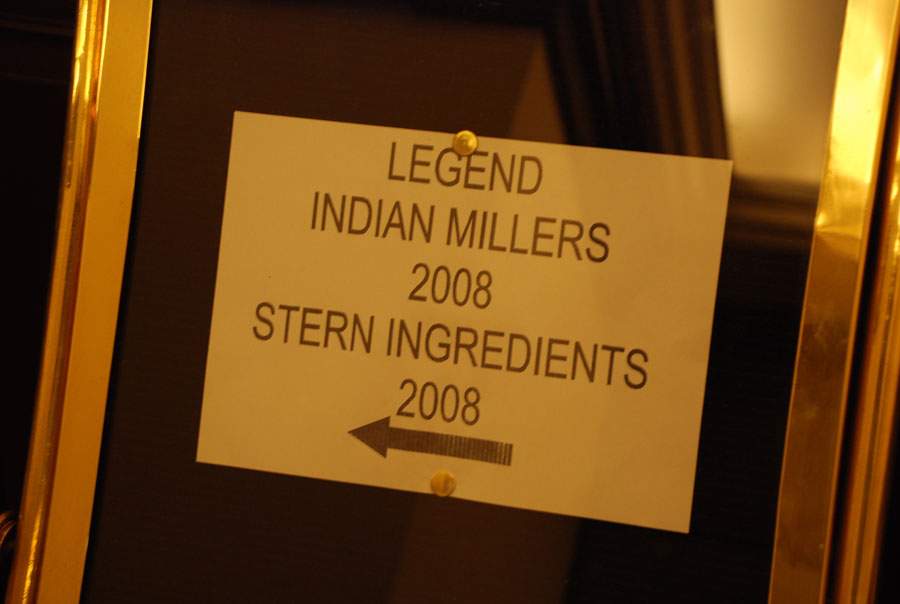 LEGEND
INDIAN MILLERS
2008
STERN INGREDIENTS
2008